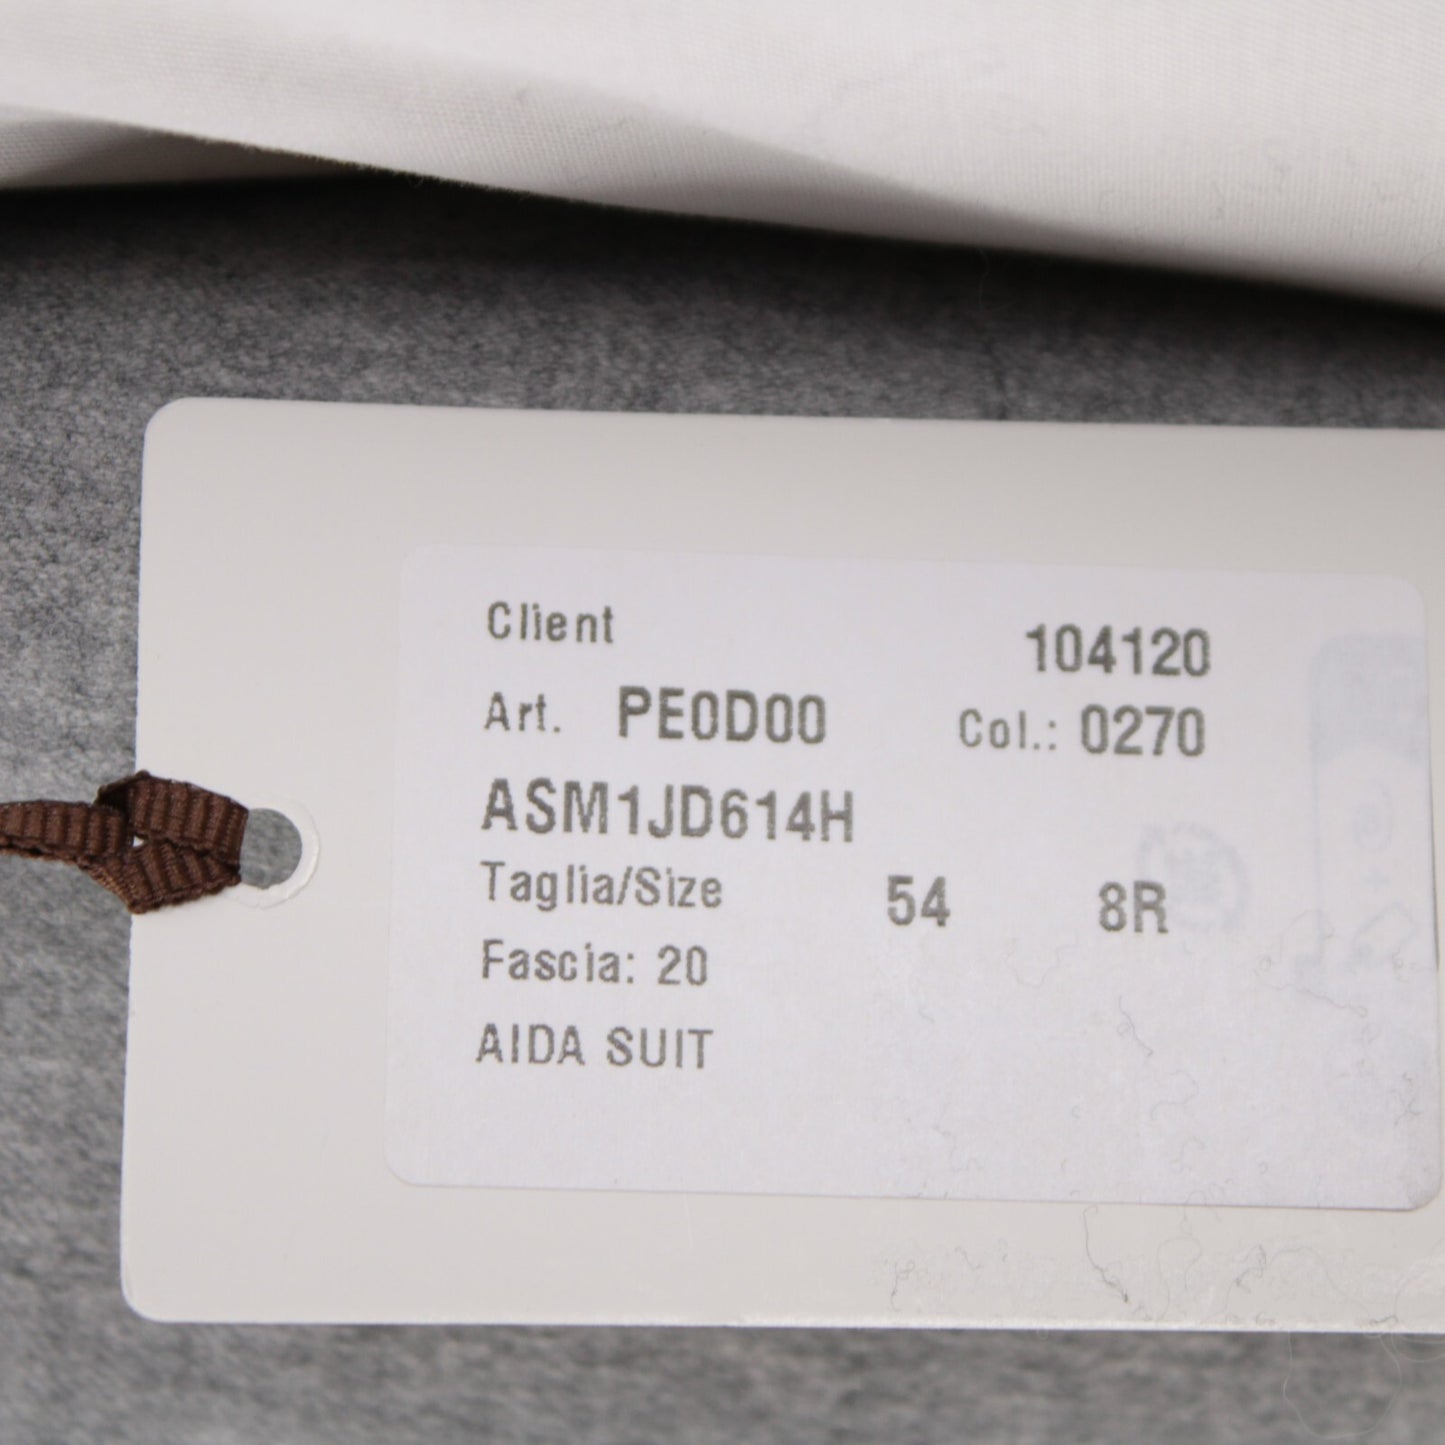 Client 104120
Art. PE0D00 Col.: 0270
ASM1JD614H
Taglia/Size 54 8R
Fascia: 20
AIDA SUIT